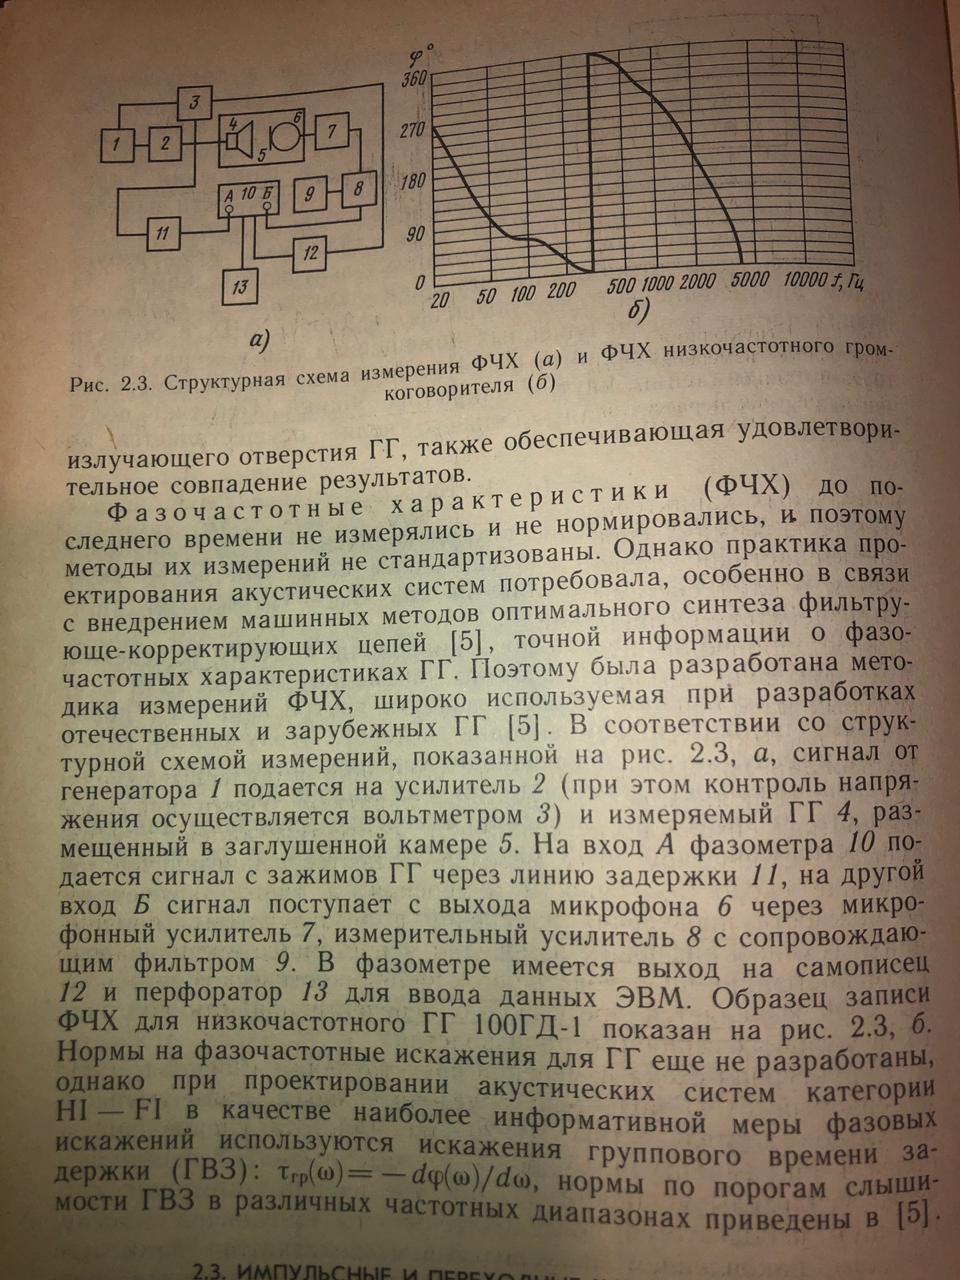 φ°
360
270
180
90
0
20 50 100 200 500 1000 2000 5000 10000 f, Гц
1 2 3 4 5 6 7
А 10 Б 9 8
11 12
13
а) б)
Рис. 2.3. Структурная схема измерения ФЧХ (а) и ФЧХ низкочастотного гром-
коговорителя (б)
излучающего отверстия ГГ, также обеспечивающая удовлетвори-
тельное совпадение результатов.
Фазочастотные характеристики (ФЧХ) до по-
следнего времени не измерялись и не нормировались, и поэтому
методы их измерений не стандартизованы. Однако практика про-
ектирования акустических систем потребовала, особенно в связи
с внедрением машинных методов оптимального синтеза фильтру-
юще-корректирующих цепей [5], точной информации о фазо-
частотных характеристиках ГГ. Поэтому была разработана мето-
дика измерений ФЧХ, широко используемая при разработках
отечественных и зарубежных ГГ [5]. В соответствии со струк-
турной схемой измерений, показанной на рис. 2.3, а, сигнал от
генератора 1 подается на усилитель 2 (при этом контроль напря-
жения осуществляется вольтметром 3) и измеряемый ГГ 4, раз-
мещенный в заглушенной камере 5. На вход А фазометра 10 по-
дается сигнал с зажимов ГГ через линию задержки 11, на другой
вход Б сигнал поступает с выхода микрофона 6 через микро-
фонный усилитель 7, измерительный усилитель 8 с сопровождаю-
щим фильтром 9. В фазометре имеется выход на самописец
12 и перфоратор 13 для ввода данных ЭВМ. Образец записи
ФЧХ для низкочастотного ГГ 100ГД-1 показан на рис. 2.3, б.
Нормы на фазочастотные искажения для ГГ еще не разработаны,
однако при проектировании акустических систем категории
HI — FI в качестве наиболее информативной меры фазовых
искажений используются искажения группового времени за-
держки (ГВЗ): τгр(ω)= —dφ(ω)/dω, нормы по порогам слыши-
мости ГВЗ в различных частотных диапазонах приведены в [5].
2.3. ИМПУЛЬСНЫЕ И